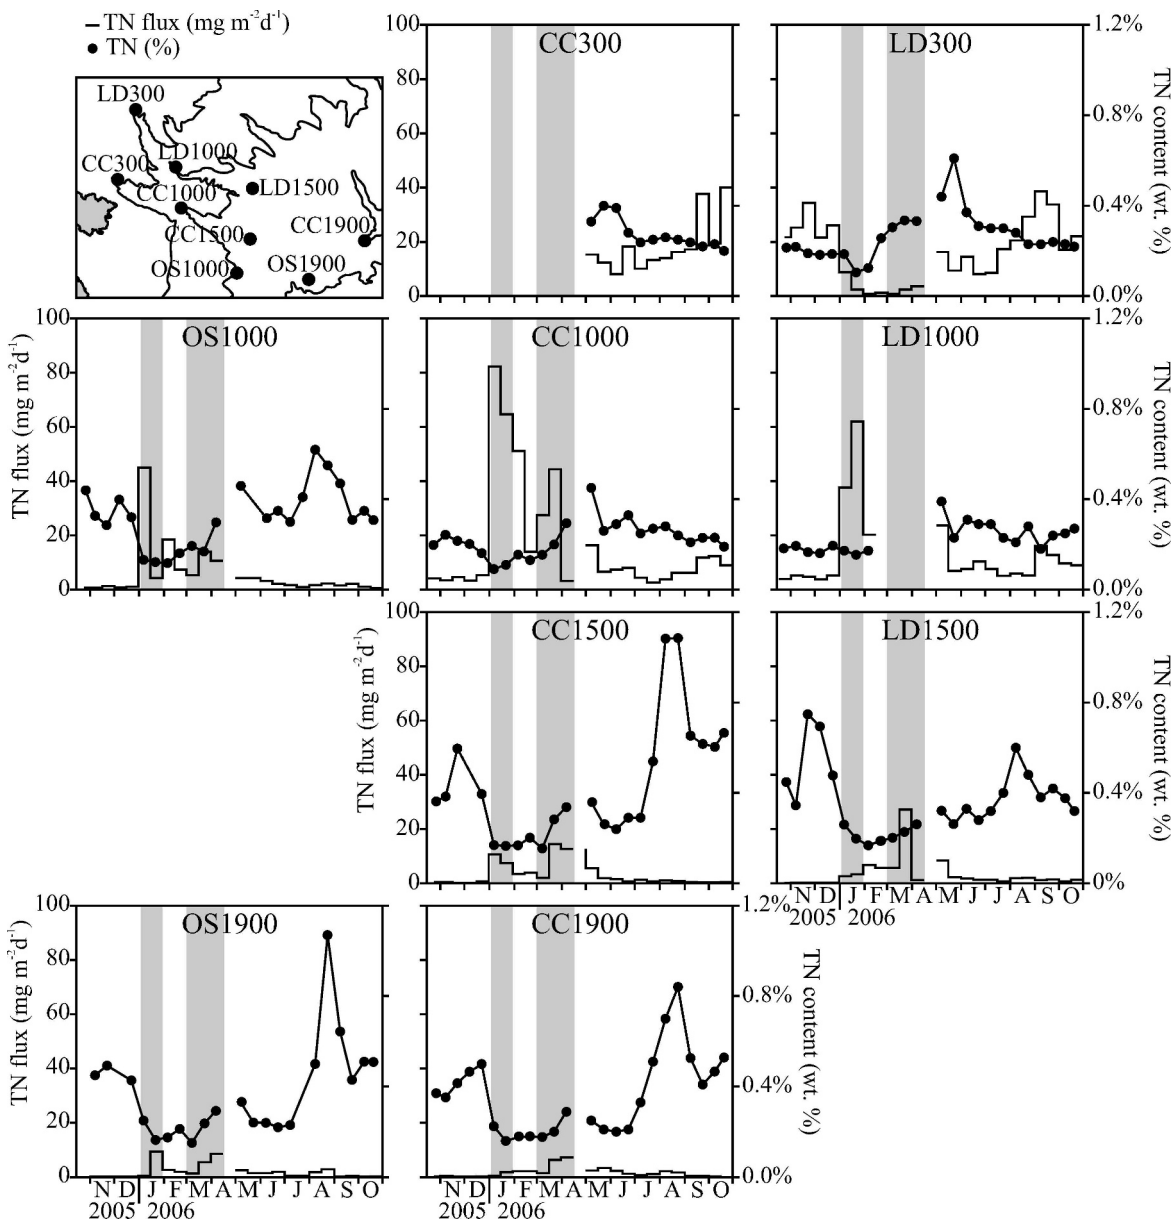 TN flux (mg m⁻²d⁻¹)
TN (%)
LD300
CC300
LD1000
CC1000
LD1500
CC1500
CC1900
OS1000
OS1900
CC300
100
80
60
40
20
0
LD300
1.2%
0.8%
0.4%
0.0%
TN content (wt. %)
OS1000
TN flux (mg m⁻²d⁻¹)
100
80
60
40
20
0
CC1000
LD1000
1.2%
0.8%
0.4%
0.0%
TN content (wt. %)
CC1500
TN flux (mg m⁻²d⁻¹)
100
80
60
40
20
0
LD1500
1.2%
0.8%
0.4%
0%
TN content (wt. %)
N D J F M A M J J A S O
2005 2006
OS1900
TN flux (mg m⁻²d⁻¹)
100
80
60
40
20
0
N D J F M A M J J A S O
2005 2006
CC1900
1.2%
0.8%
0.4%
0.0%
TN content (wt. %)
N D J F M A M J J A S O
2005 2006